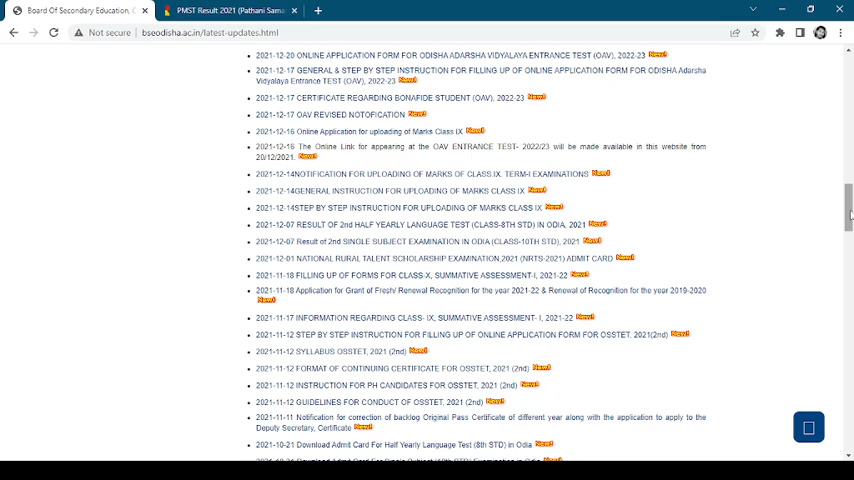 Board Of Secondary Education, O
PMST Result 2021 (Pathani Sama
Not secure
bseodisha.ac.in/latest-updates.html
2021-12-20 ONLINE APPLICATION FORM FOR ODISHA ADARSHA VIDYALAYA ENTRANCE TEST (OAV), 2022-23 New!
2021-12-17 GENERAL & STEP BY STEP INSTRUCTION FOR FILLING UP OF ONLINE APPLICATION FORM FOR ODISHA Adarsha
Vidyalaya Entrance TEST (OAV), 2022-23 New!
2021-12-17 CERTIFICATE REGARDING BONAFIDE STUDENT (OAV), 2022-23 New!
2021-12-17 OAV REVISED NOTOFICATION New!
2021-12-16 Online Application for uploading of Marks Class IX New!
2021-12-16 The Online Link for appearing at the OAV ENTRANCE TEST- 2022/23 will be made available in this website from
20/12/2021. New!
2021-12-14NOTIFICATION FOR UPLOADING OF MARKS OF CLASS.IX. TERM-I EXAMINATIONS New!
2021-12-14GENERAL INSTRUCTION FOR UPLOADING OF MARKS CLASS IX New!
2021-12-14STEP BY STEP INSTRUCTION FOR UPLOADING OF MARKS CLASS IX New!
2021-12-07 RESULT OF 2nd HALF YEARLY LANGUAGE TEST (CLASS-8TH STD) IN ODIA, 2021 New!
2021-12-07 Result of 2nd SINGLE SUBJECT EXAMINATION IN ODIA (CLASS-10TH STD), 2021 New!
2021-12-01 NATIONAL RURAL TALENT SCHOLARSHIP EXAMINATION,2021 (NRTS-2021) ADMIT CARD New!
2021-11-18 FILLING UP OF FORMS FOR CLASS-X, SUMMATIVE ASSESSMENT-I, 2021-22 New!
2021-11-18 Application for Grant of Fresh/ Renewal Recognition for the year 2021-22 & Renewal of Recognition for the year 2019-2020
New!
2021-11-17 INFORMATION REGARDING CLASS- IX, SUMMATIVE ASSESSMENT- I, 2021-22 New!
2021-11-12 STEP BY STEP INSTRUCTION FOR FILLING UP OF ONLINE APPLICATION FORM FOR OSSTET, 2021(2nd) New!
2021-11-12 SYLLABUS OSSTET, 2021 (2nd) New!
2021-11-12 FORMAT OF CONTINUING CERTIFICATE FOR OSSTET, 2021 (2nd) New!
2021-11-12 INSTRUCTION FOR PH CANDIDATES FOR OSSTET, 2021 (2nd) New!
2021-11-12 GUIDELINES FOR CONDUCT OF OSSTET, 2021 (2nd) New!
2021-11-11 Notification for correction of backlog Original Pass Certificate of different year along with the application to apply to the
Deputy Secretary, Certificate New!
2021-10-21 Download Admit Card For Half Yearly Language Test (8th STD) in Odia New!